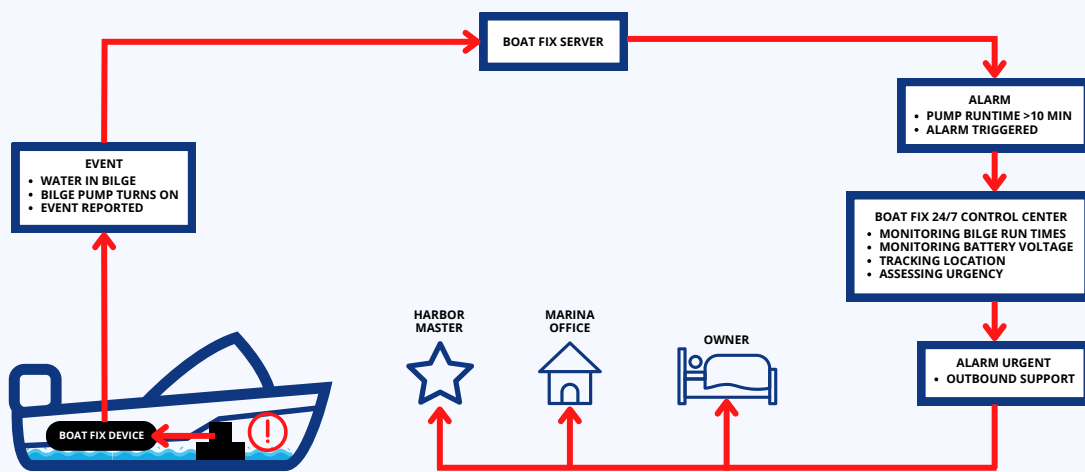 BOAT FIX SERVER
ALARM
• PUMP RUNTIME >10 MIN
• ALARM TRIGGERED
EVENT
• WATER IN BILGE
• BILGE PUMP TURNS ON
• EVENT REPORTED
BOAT FIX 24/7 CONTROL CENTER
• MONITORING BILGE RUN TIMES
• MONITORING BATTERY VOLTAGE
• TRACKING LOCATION
• ASSESSING URGENCY
HARBOR
MASTER
MARINA
OFFICE
OWNER
ALARM URGENT
• OUTBOUND SUPPORT
BOAT FIX DEVICE
!